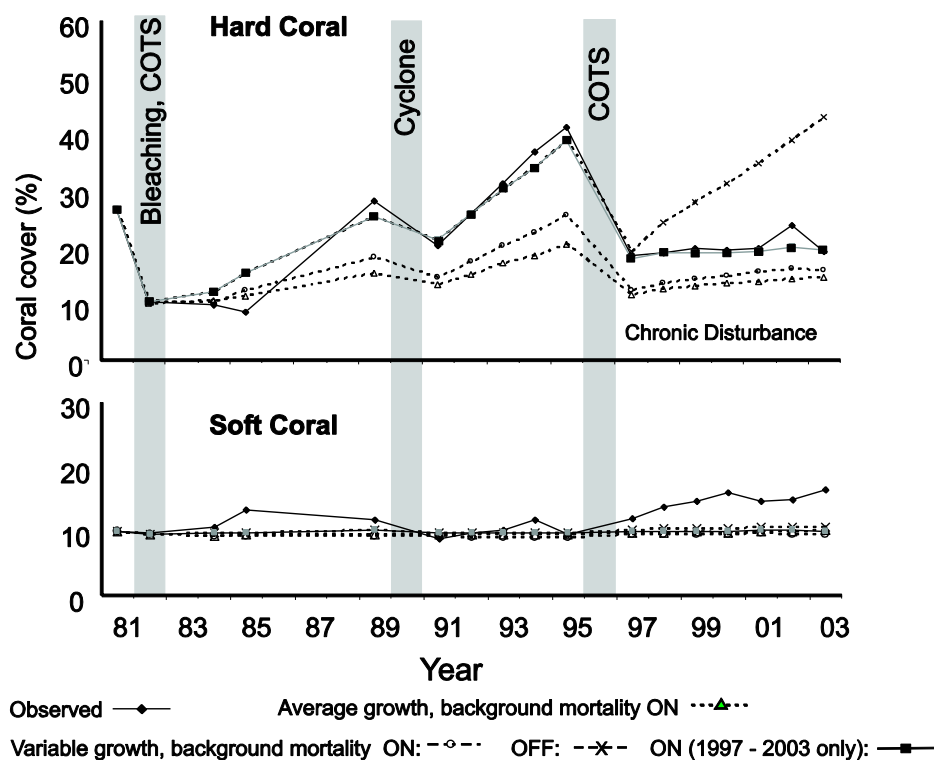 Hard Coral
60
50
40
30
20
10
0
Coral cover (%)
Bleaching, COTS
Cyclone
COTS
Chronic Disturbance
Soft Coral
30
20
10
0
81 83 85 87 89 91 93 95 97 99 01 03
Year
Observed
Average growth, background mortality ON
Variable growth, background mortality ON: OFF: ON (1997 - 2003 only):